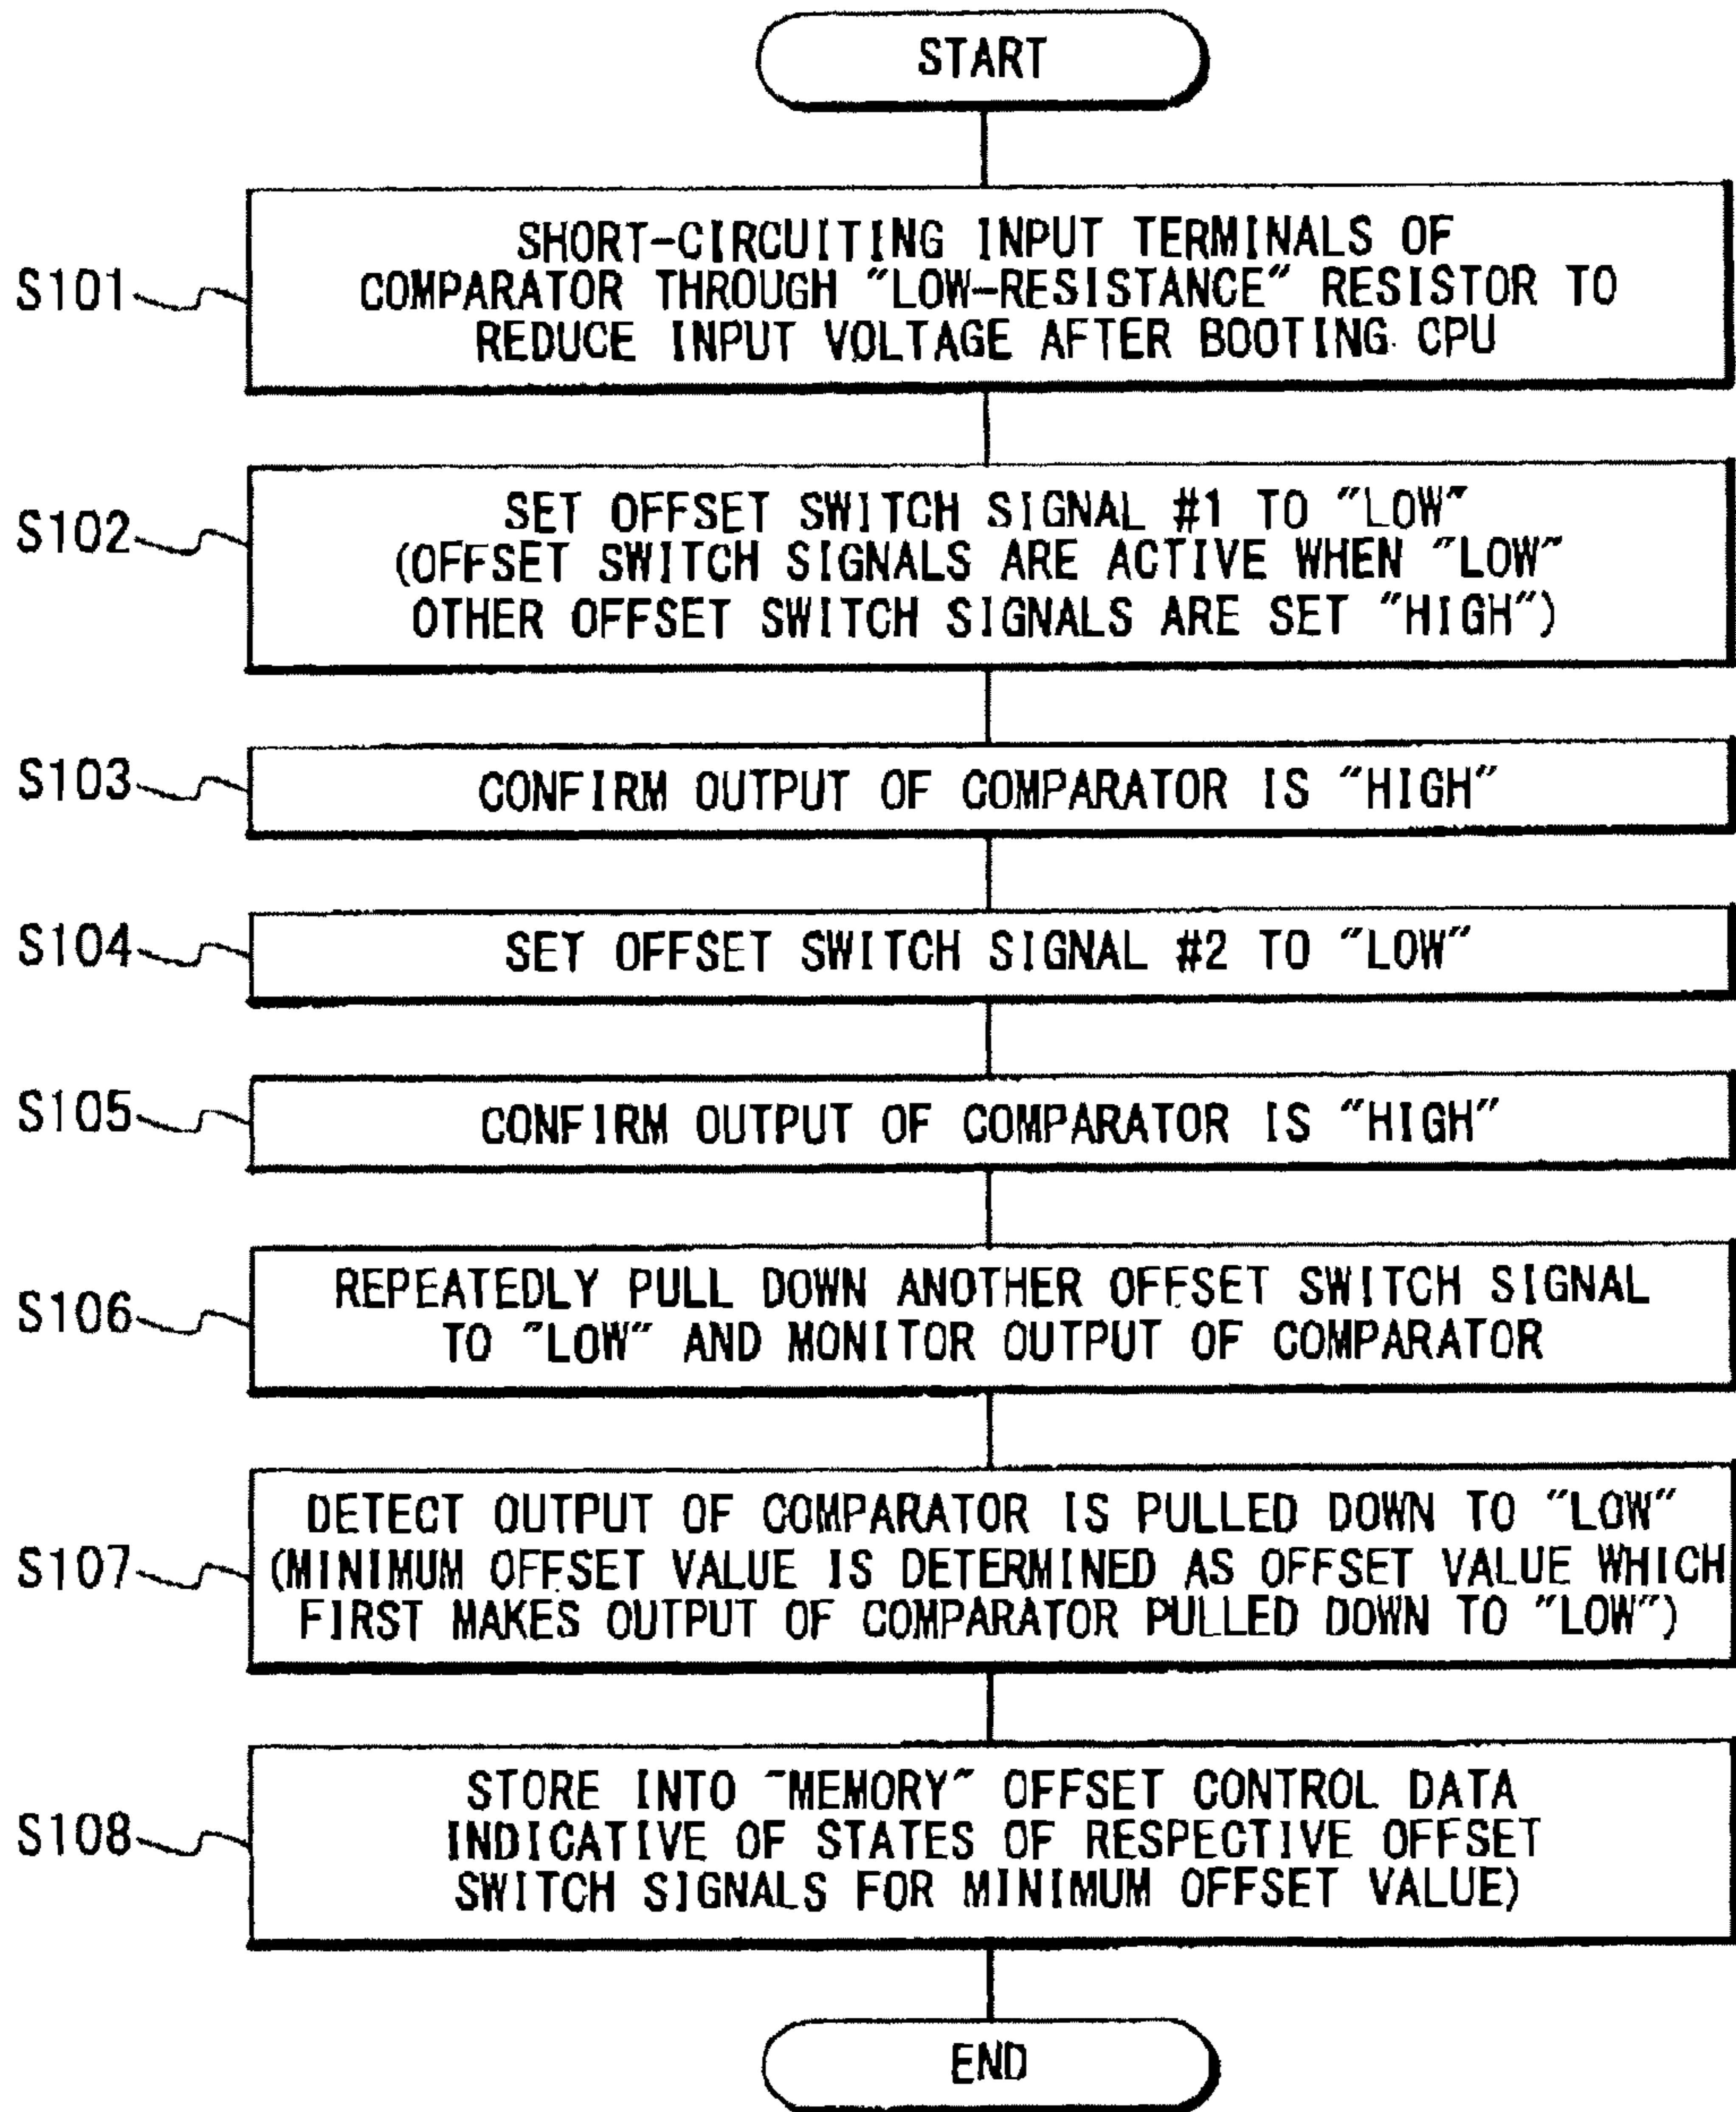 START
S101
SHORT-CIRCUITING INPUT TERMINALS OF
COMPARATOR THROUGH "LOW-RESISTANCE" RESISTOR TO
REDUCE INPUT VOLTAGE AFTER BOOTING CPU
S102
SET OFFSET SWITCH SIGNAL #1 TO "LOW"
(OFFSET SWITCH SIGNALS ARE ACTIVE WHEN "LOW"
OTHER OFFSET SWITCH SIGNALS ARE SET "HIGH")
S103
CONFIRM OUTPUT OF COMPARATOR IS "HIGH"
S104
SET OFFSET SWITCH SIGNAL #2 TO "LOW"
S105
CONFIRM OUTPUT OF COMPARATOR IS "HIGH"
S106
REPEATEDLY PULL DOWN ANOTHER OFFSET SWITCH SIGNAL
TO "LOW" AND MONITOR OUTPUT OF COMPARATOR
S107
DETECT OUTPUT OF COMPARATOR IS PULLED DOWN TO "LOW"
(MINIMUM OFFSET VALUE IS DETERMINED AS OFFSET VALUE WHICH
FIRST MAKES OUTPUT OF COMPARATOR PULLED DOWN TO "LOW")
S108
STORE INTO "MEMORY" OFFSET CONTROL DATA
INDICATIVE OF STATES OF RESPECTIVE OFFSET
SWITCH SIGNALS FOR MINIMUM OFFSET VALUE)
END